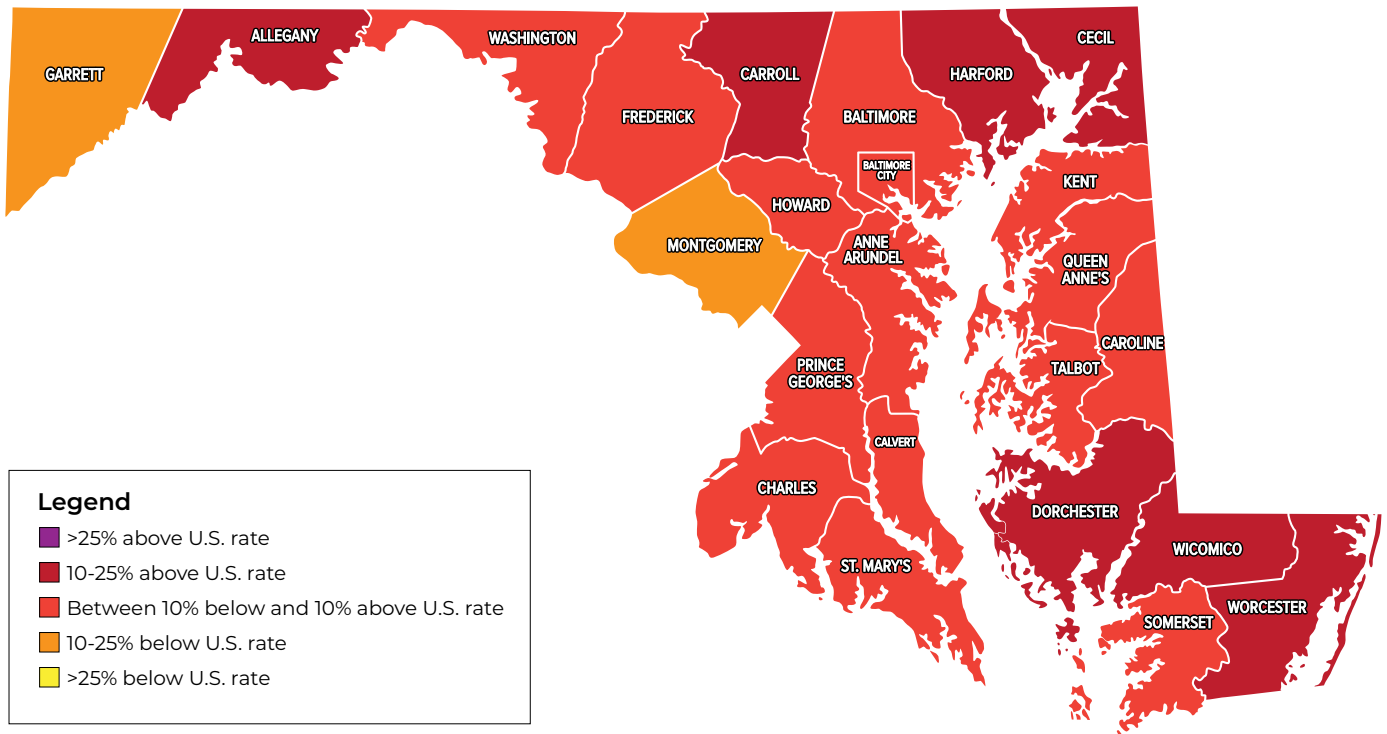 ALLEGANY
WASHINGTON
CECIL
GARRETT
CARROLL
HARFORD
FREDERICK
BALTIMORE
BALTIMORE
CITY
KENT
HOWARD
MONTGOMERY
ANNE
ARUNDEL
QUEEN
ANNE'S
CAROLINE
TALBOT
PRINCE
GEORGE'S
CALVERT
CHARLES
DORCHESTER
WICOMICO
ST. MARY'S
WORCESTER
SOMERSET
Legend
>25% above U.S. rate
10-25% above U.S. rate
Between 10% below and 10% above U.S. rate
10-25% below U.S. rate
>25% below U.S. rate